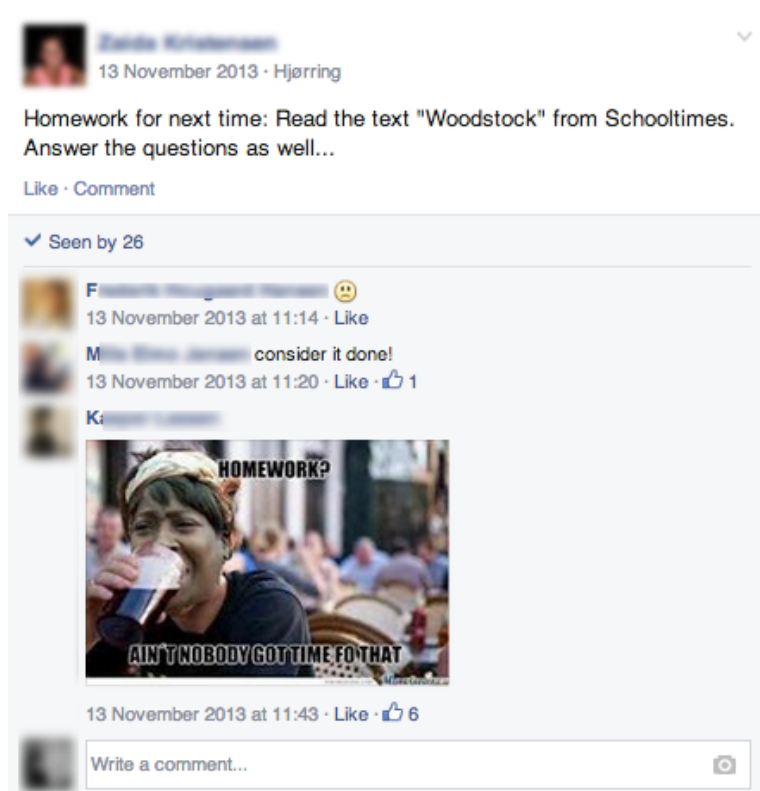 13 November 2013 · Hjørring
Homework for next time: Read the text "Woodstock" from Schooltimes.
Answer the questions as well...
Like · Comment
Seen by 26
13 November 2013 at 11:14 · Like
consider it done!
13 November 2013 at 11:20 · Like · 1
HOMEWORK?
AIN'T NOBODY GOT TIME FO THAT
13 November 2013 at 11:43 · Like · 6
Write a comment...